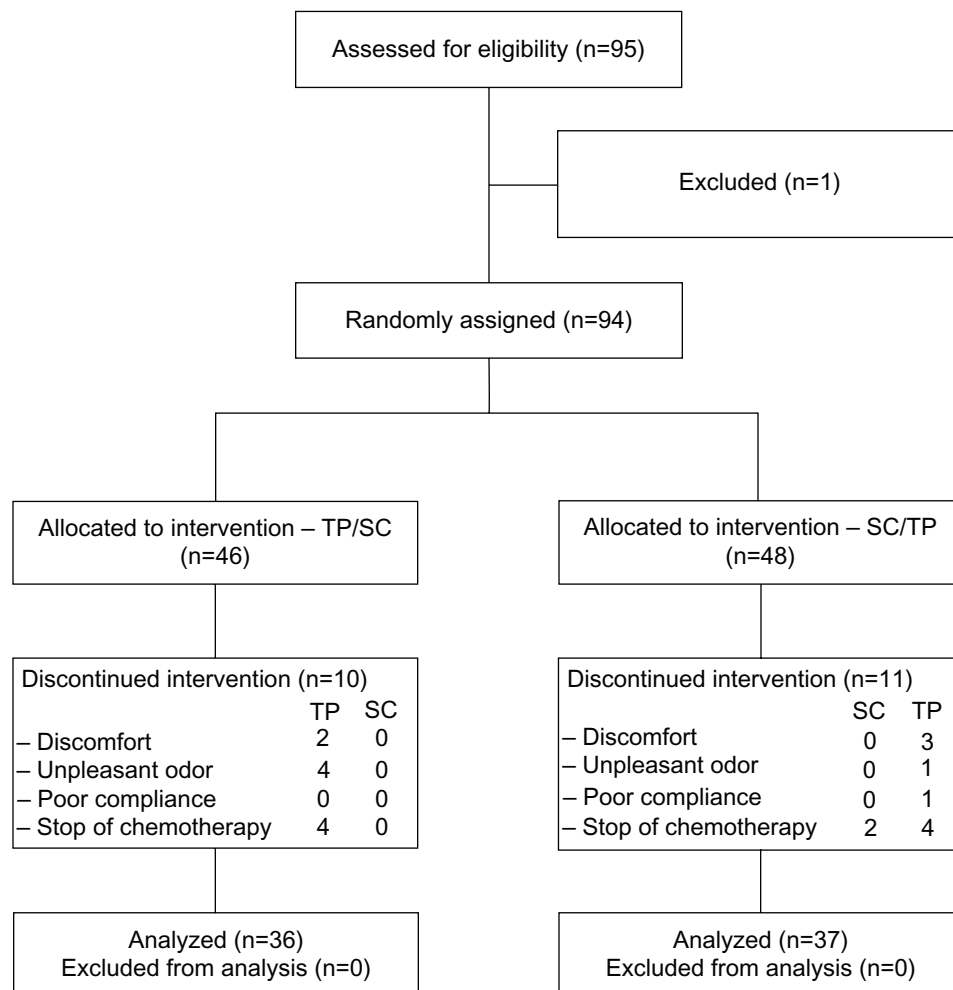 Assessed for eligibility (n=95)
Excluded (n=1)
Randomly assigned (n=94)
Allocated to intervention – TP/SC
(n=46)
Allocated to intervention – SC/TP
(n=48)
Discontinued intervention (n=10)
TP SC
– Discomfort 2 0
– Unpleasant odor 4 0
– Poor compliance 0 0
– Stop of chemotherapy 4 0
Discontinued intervention (n=11)
SC TP
– Discomfort 0 3
– Unpleasant odor 0 1
– Poor compliance 0 1
– Stop of chemotherapy 2 4
Analyzed (n=36)
Excluded from analysis (n=0)
Analyzed (n=37)
Excluded from analysis (n=0)